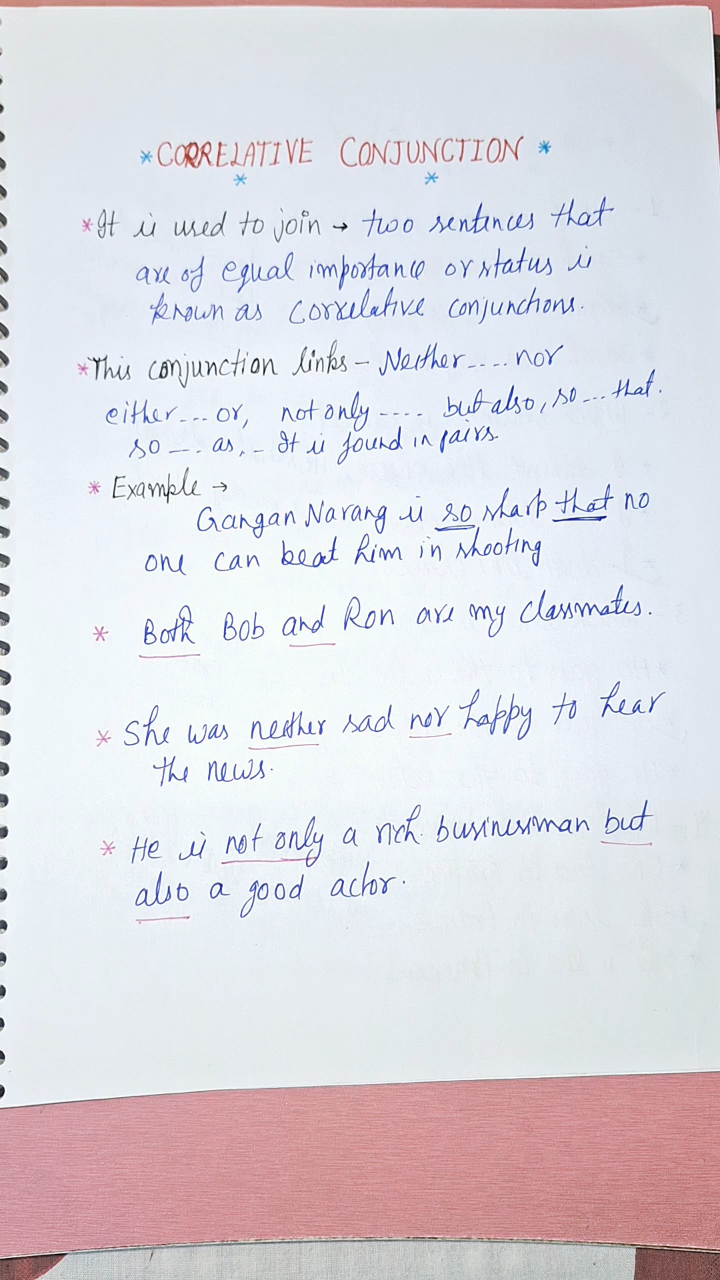 *CORRELATIVE CONJUNCTION *
* *
*It is used to join → two sentences that
are of equal importance or status is
known as correlative conjunctions.
*This conjunction links – Neither.... nor
either... or, not only .... but also, so ... that.
so –.. as, – It is found in pairs.
* Example →
Gangan Narang is so sharp that no
one can beat him in shooting
* Both Bob and Ron are my classmates.
* She was neither sad nor happy to hear
the news.
* He is not only a rich businessman but
also a good actor.